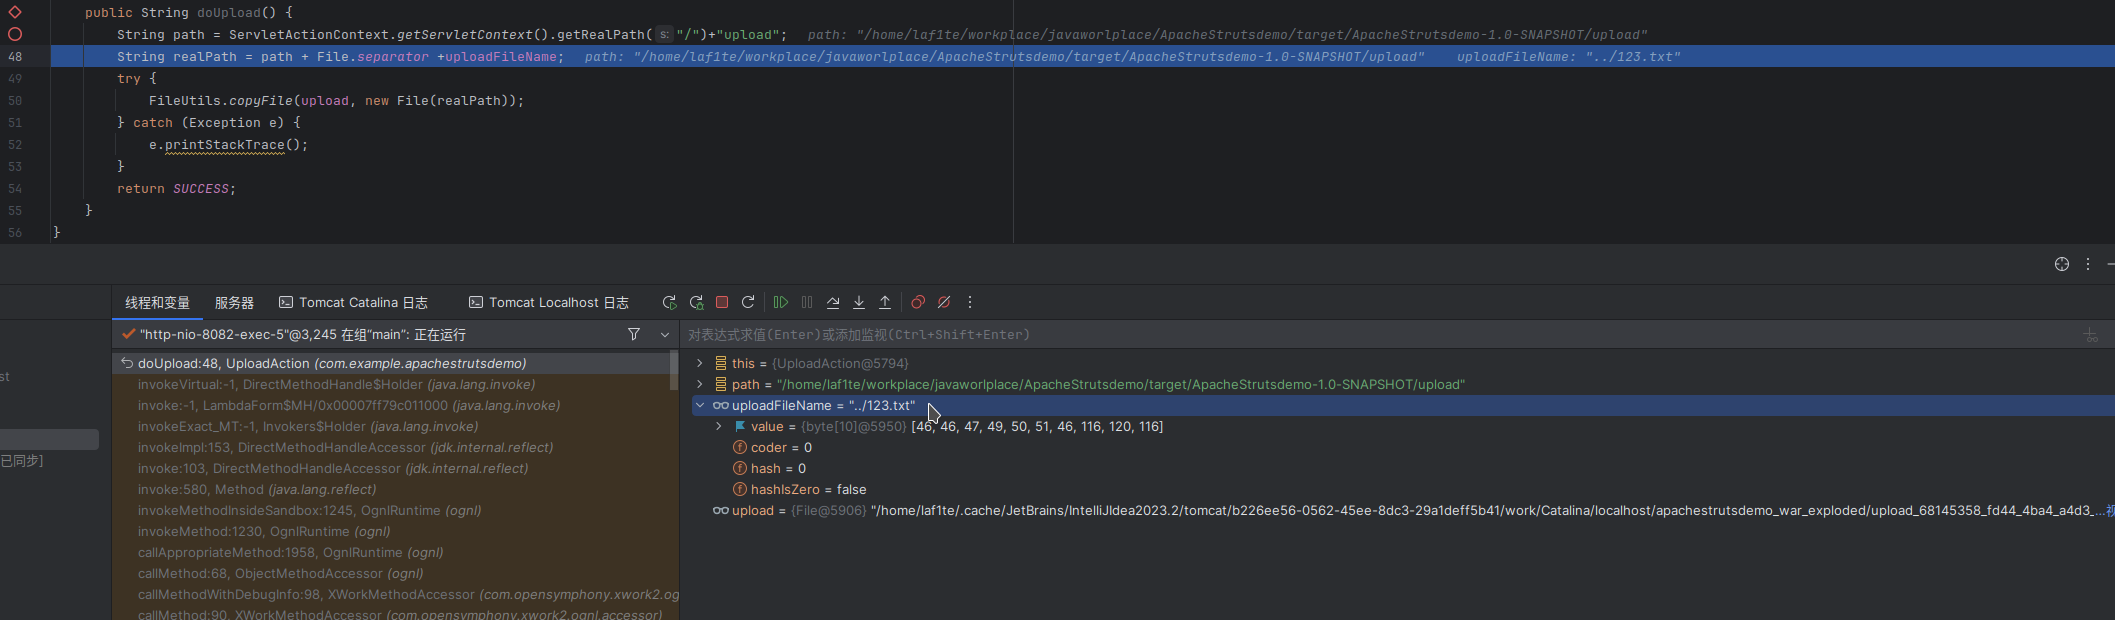 public String doUpload() {
String path = ServletActionContext.getServletContext().getRealPath( s: "/")+"upload";   path: "/home/laf1te/workplace/javaworlplace/ApacheStrutsdemo/target/ApacheStrutsdemo-1.0-SNAPSHOT/upload"
48 String realPath = path + File.separator +uploadFileName;   path: "/home/laf1te/workplace/javaworlplace/ApacheStrutsdemo/target/ApacheStrutsdemo-1.0-SNAPSHOT/upload"    uploadFileName: "../123.txt"
49 try {
50 FileUtils.copyFile(upload, new File(realPath));
51 } catch (Exception e) {
52 e.printStackTrace();
53 }
54 return SUCCESS;
55 }
56 }
线程和变量 服务器 Tomcat Catalina 日志 Tomcat Localhost 日志
"http-nio-8082-exec-5"@3,245 在组"main": 正在运行
对表达式求值(Enter)或添加监视(Ctrl+Shift+Enter)
st
已同步]
doUpload:48, UploadAction (com.example.apachestrutsdemo)
invokeVirtual:-1, DirectMethodHandle$Holder (java.lang.invoke)
invoke:-1, LambdaForm$MH/0x00007ff79c011000 (java.lang.invoke)
invokeExact_MT:-1, Invokers$Holder (java.lang.invoke)
invokeImpl:153, DirectMethodHandleAccessor (jdk.internal.reflect)
invoke:103, DirectMethodHandleAccessor (jdk.internal.reflect)
invoke:580, Method (java.lang.reflect)
invokeMethodInsideSandbox:1245, OgnlRuntime (ognl)
invokeMethod:1230, OgnlRuntime (ognl)
callAppropriateMethod:1958, OgnlRuntime (ognl)
callMethod:68, ObjectMethodAccessor (ognl)
callMethodWithDebugInfo:98, XWorkMethodAccessor (com.opensymphony.xwork2.og
callMethod:90, XWorkMethodAccessor (com.opensymphony.xwork2.ognl.accessor)
this = {UploadAction@5794}
path = "/home/laf1te/workplace/javaworlplace/ApacheStrutsdemo/target/ApacheStrutsdemo-1.0-SNAPSHOT/upload"
uploadFileName = "../123.txt"
value = {byte[10]@5950} [46, 46, 47, 49, 50, 51, 46, 116, 120, 116]
coder = 0
hash = 0
hashIsZero = false
upload = {File@5906} "/home/laf1te/.cache/JetBrains/IntelliJIdea2023.2/tomcat/b226ee56-0562-45ee-8dc3-29a1deff5b41/work/Catalina/localhost/apachestrutsdemo_war_exploded/upload_68145358_fd44_4ba4_a4d3_...视